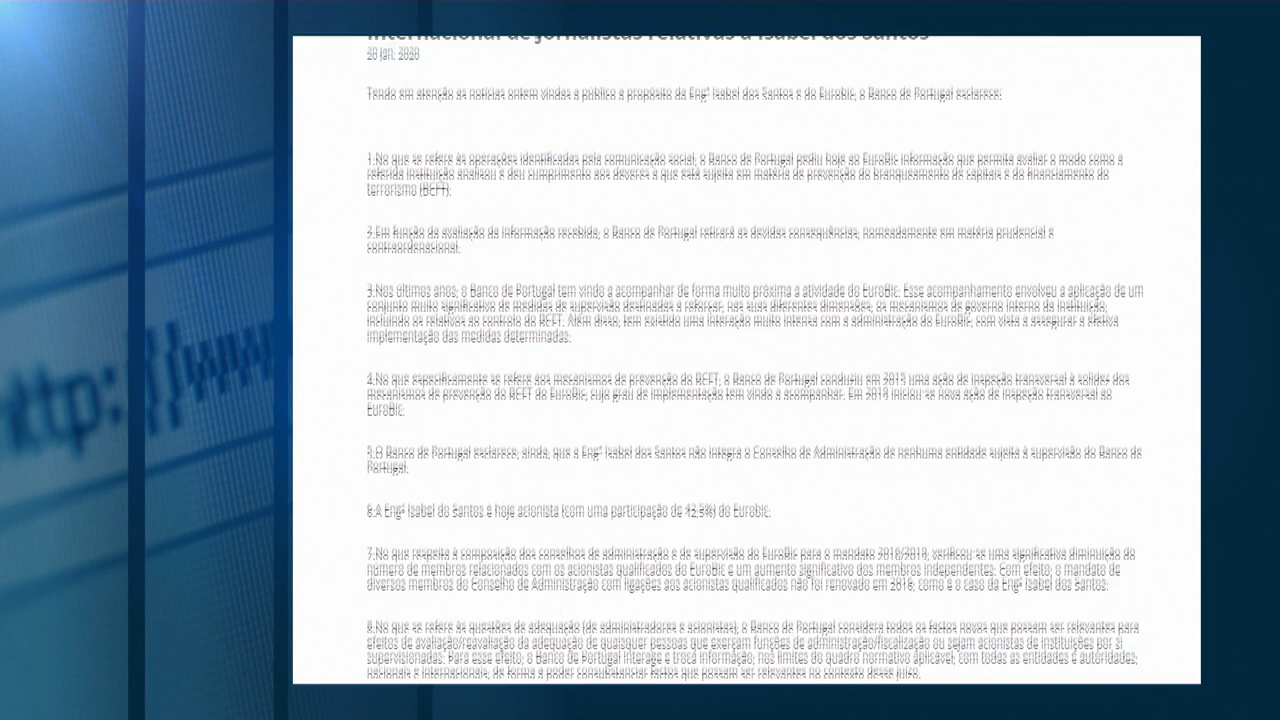 Internacional de Jornalistas relativas a Isabel dos Santos
20 Jan. 2020
Tendo em atenção as notícias ontem vindas a público a propósito da Engª Isabel dos Santos e do Eurobic, o Banco de Portugal esclarece:
1.No que se refere às operações identificadas pela comunicação social, o Banco de Portugal pediu hoje ao EuroBic informação que permita avaliar o modo como a
referida instituição analisou e deu cumprimento aos deveres a que está sujeita em matéria de prevenção do branqueamento de capitais e do financiamento do
terrorismo (BCFT).
2.Em função da avaliação da informação recebida, o Banco de Portugal retirará as devidas consequências, nomeadamente em matéria prudencial e
contraordenacional.
3.Nos últimos anos, o Banco de Portugal tem vindo a acompanhar de forma muito próxima a atividade do EuroBic. Esse acompanhamento envolveu a aplicação de um
conjunto muito significativo de medidas de supervisão destinadas a reforçar, nas suas diferentes dimensões, os mecanismos de governo interno da instituição,
incluindo os relativos ao controlo do BCFT. Além disso, tem existido uma interação muito intensa com a administração do EuroBic, com vista a assegurar a efetiva
implementação das medidas determinadas.
4.No que especificamente se refere aos mecanismos de prevenção do BCFT, o Banco de Portugal conduziu em 2015 uma ação de inspeção transversal à solidez dos
mecanismos de prevenção do BCFT do EuroBic, cujo grau de implementação tem vindo a acompanhar. Em 2019 iniciou-se nova ação de inspeção transversal ao
EuroBic.
5.O Banco de Portugal esclarece, ainda, que a Engª Isabel dos Santos não integra o Conselho de Administração de nenhuma entidade sujeita à supervisão do Banco de
Portugal.
6.A Engª Isabel do Santos é hoje acionista (com uma participação de 42,5%) do Eurobic.
7.No que respeita à composição dos conselhos de administração e de supervisão do EuroBic para o mandato 2016/2019, verificou-se uma significativa diminuição do
número de membros relacionados com os acionistas qualificados do EuroBic e um aumento significativo dos membros independentes. Com efeito, o mandato de
diversos membros do Conselho de Administração com ligações aos acionistas qualificados não foi renovado em 2016, como é o caso da Engª Isabel dos Santos.
8.No que se refere às questões de adequação (de administradores e acionistas), o Banco de Portugal considera todos os factos novos que possam ser relevantes para
efeitos de avaliação/reavaliação da adequação de quaisquer pessoas que exerçam funções de administração/fiscalização ou sejam acionistas de instituições por si
supervisionadas. Para esse efeito, o Banco de Portugal interage e troca informação, nos limites do quadro normativo aplicável, com todas as entidades e autoridades,
nacionais e internacionais, de forma a poder consubstanciar factos que possam ser relevantes no contexto desse juízo.
http://www